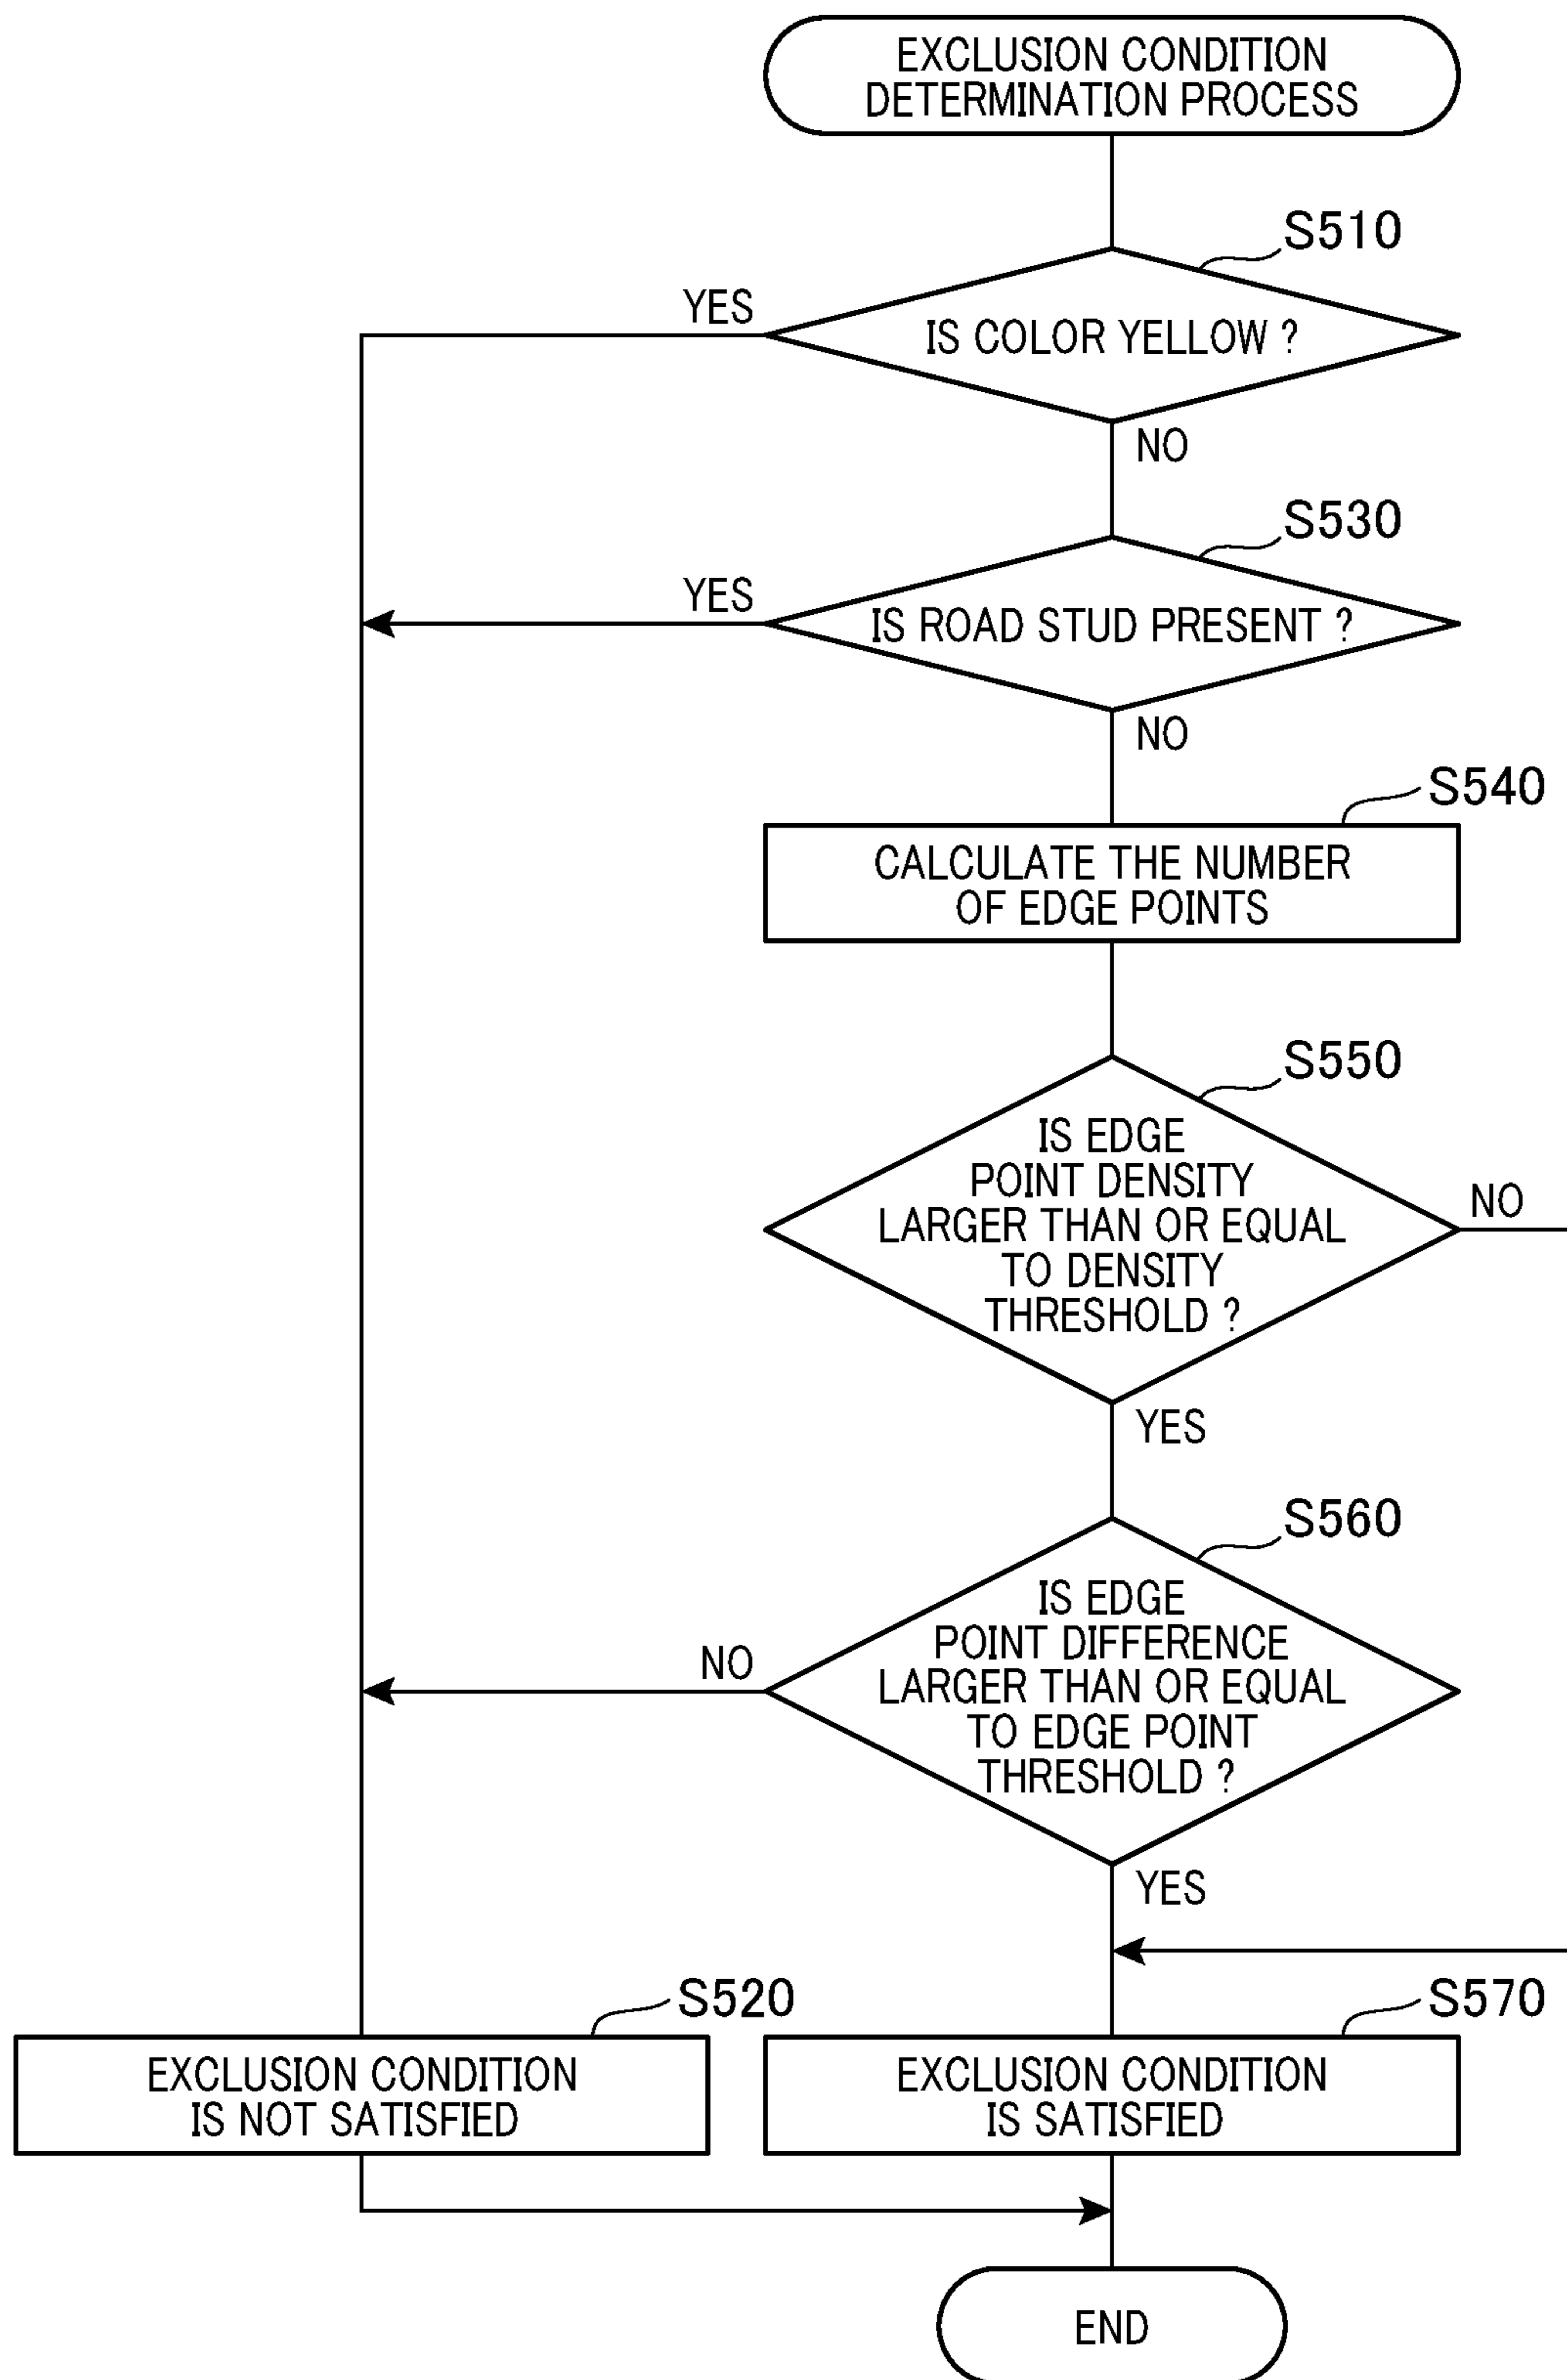 EXCLUSION CONDITION
DETERMINATION PROCESS
S510
YES
IS COLOR YELLOW ?
NO
S530
YES
IS ROAD STUD PRESENT ?
NO
S540
CALCULATE THE NUMBER
OF EDGE POINTS
S550
IS EDGE
POINT DENSITY
LARGER THAN OR EQUAL
TO DENSITY
THRESHOLD ?
NO
YES
S560
IS EDGE
POINT DIFFERENCE
LARGER THAN OR EQUAL
TO EDGE POINT
THRESHOLD ?
NO
YES
S520
EXCLUSION CONDITION
IS NOT SATISFIED
S570
EXCLUSION CONDITION
IS SATISFIED
END